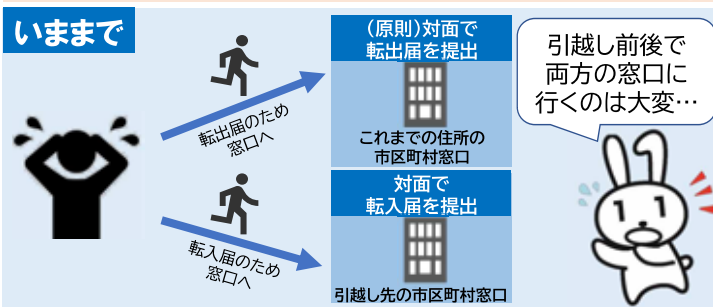 いままで
(原則)対面で
転出届を提出
転出届のため
窓口へ
これまでの住所の
市区町村窓口
対面で
転入届を提出
転入届のため
窓口へ
引越し先の市区町村窓口
引越し前後で
両方の窓口に
行くのは大変…